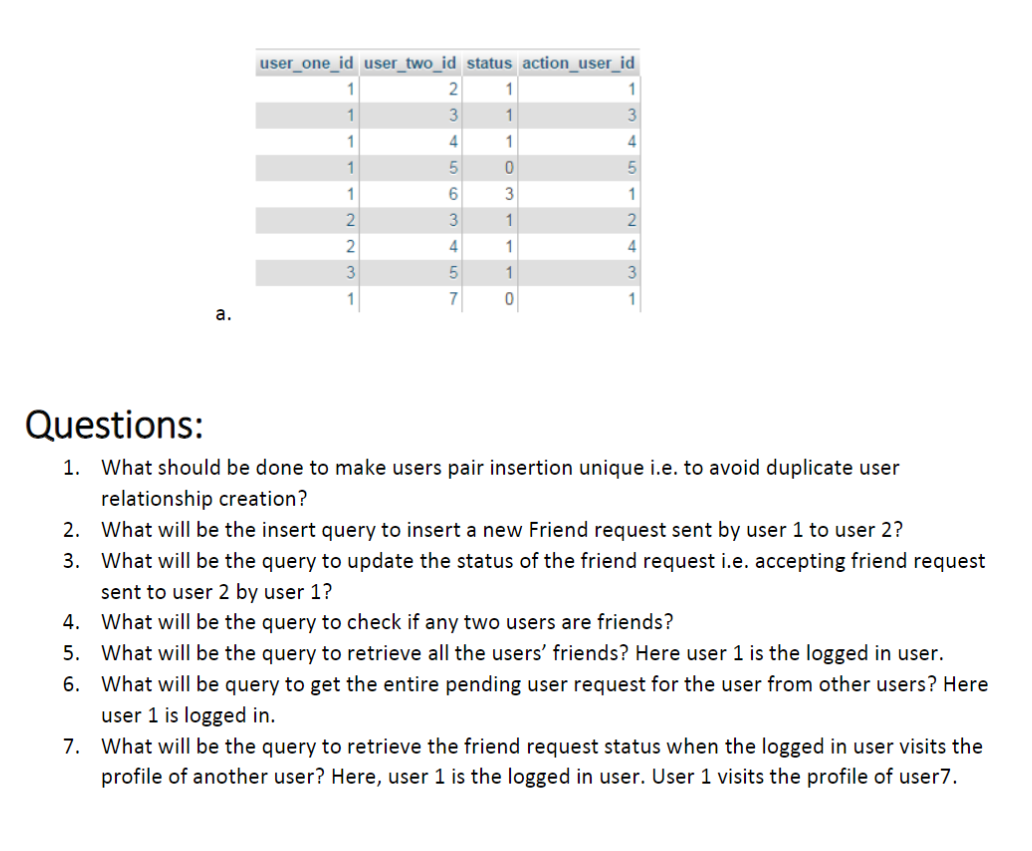 user_one_id user_two_id status action_user_id
1 2 1 1
1 3 1 3
1 4 1 4
1 5 0 5
1 6 3 1
2 3 1 2
2 4 1 4
3 5 1 3
1 7 0 1
a.
Questions:
1. What should be done to make users pair insertion unique i.e. to avoid duplicate user
relationship creation?
2. What will be the insert query to insert a new Friend request sent by user 1 to user 2?
3. What will be the query to update the status of the friend request i.e. accepting friend request
sent to user 2 by user 1?
4. What will be the query to check if any two users are friends?
5. What will be the query to retrieve all the users’ friends? Here user 1 is the logged in user.
6. What will be query to get the entire pending user request for the user from other users? Here
user 1 is logged in.
7. What will be the query to retrieve the friend request status when the logged in user visits the
profile of another user? Here, user 1 is the logged in user. User 1 visits the profile of user7.